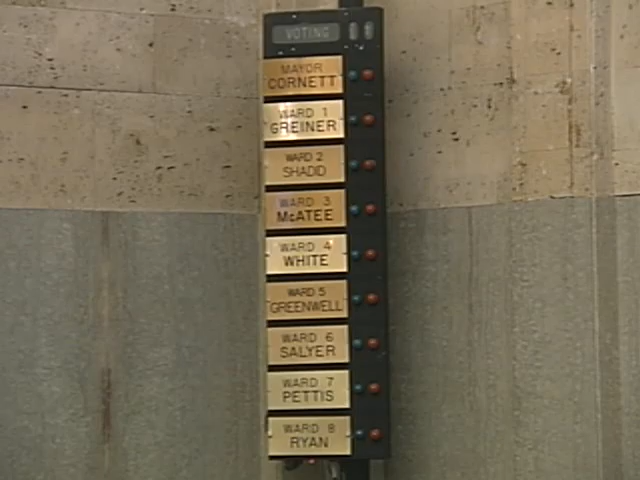 VOTING
MAYOR
CORNETT
WARD 1
GREINER
WARD 2
SHADID
WARD 3
McATEE
WARD 4
WHITE
WARD 5
GREENWELL
WARD 6
SALYER
WARD 7
PETTIS
WARD 8
RYAN